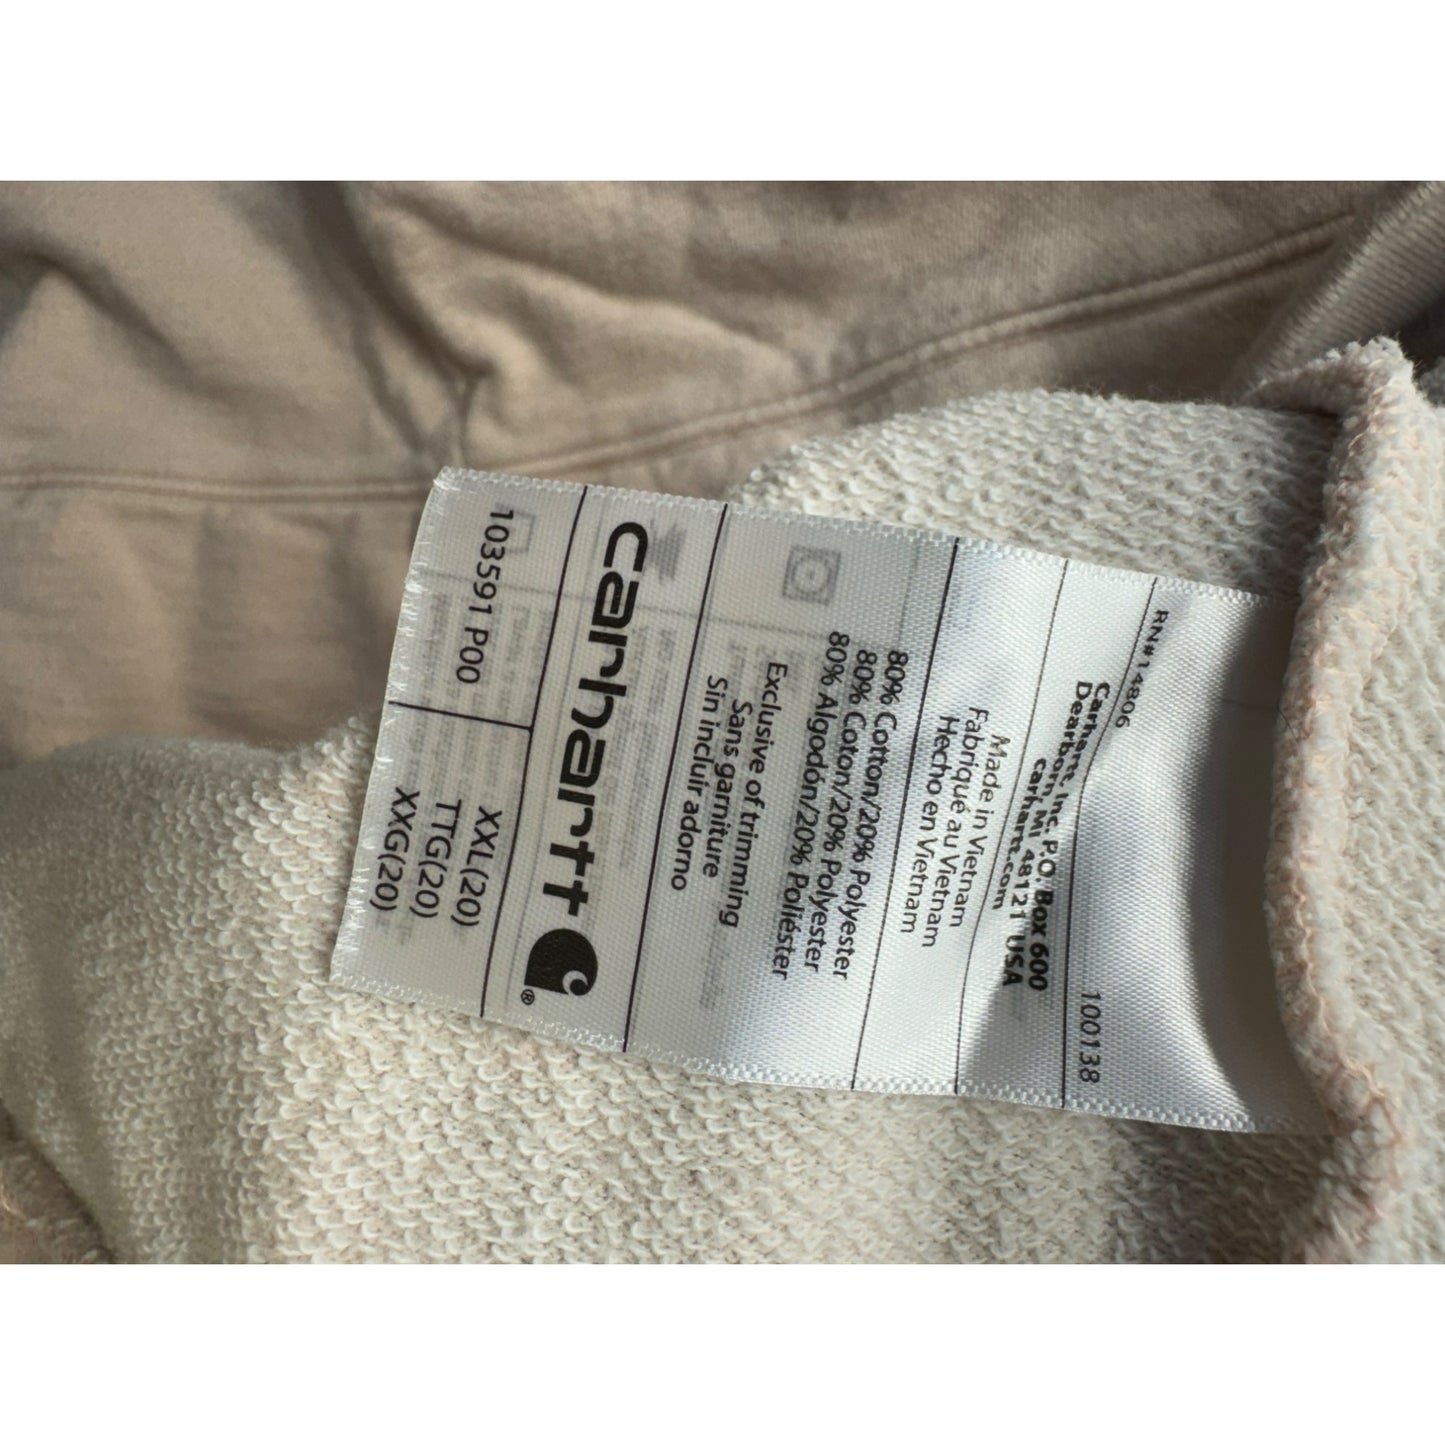 RN#14806
100138
Carhartt, Inc. P.O. Box 600
Dearborn, MI 48121 USA
carhartt.com
Made in Vietnam
Fabriqué au Vietnam
Hecho en Vietnam
80% Cotton/20% Polyester
80% Coton/20% Polyester
80% Algodón/20% Poliéster
Exclusive of trimming
Sans garniture
Sin incluir adorno
carhartt ®
103591 P00
XXL(20)
TTG(20)
XXG(20)